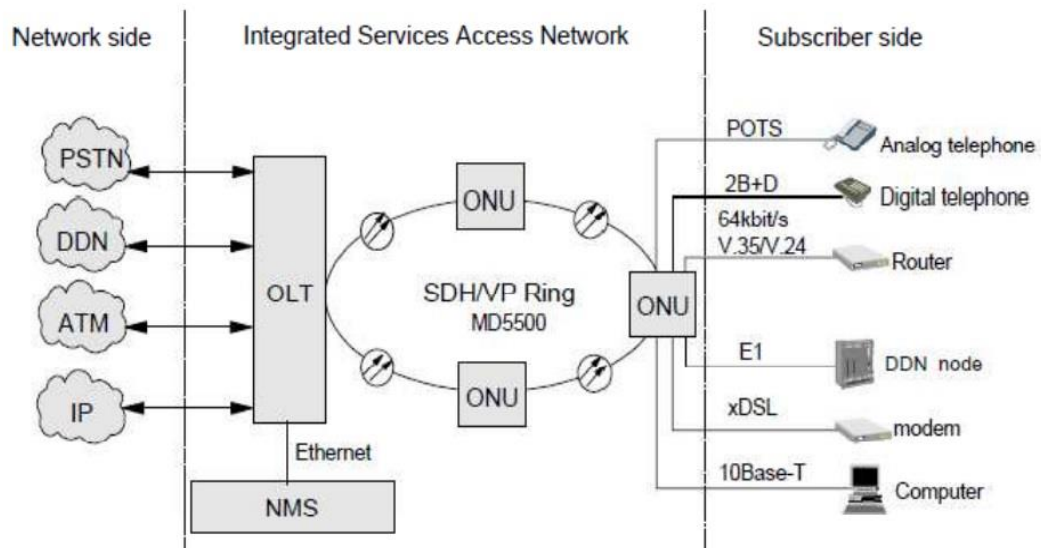 Network side
Integrated Services Access Network
Subscriber side
PSTN
DDN
ATM
IP
OLT
Ethernet
NMS
ONU
SDH/VP Ring
MD5500
ONU
ONU
POTS
Analog telephone
2B+D
Digital telephone
64kbit/s
V.35/V.24
Router
E1
DDN node
xDSL
modem
10Base-T
Computer